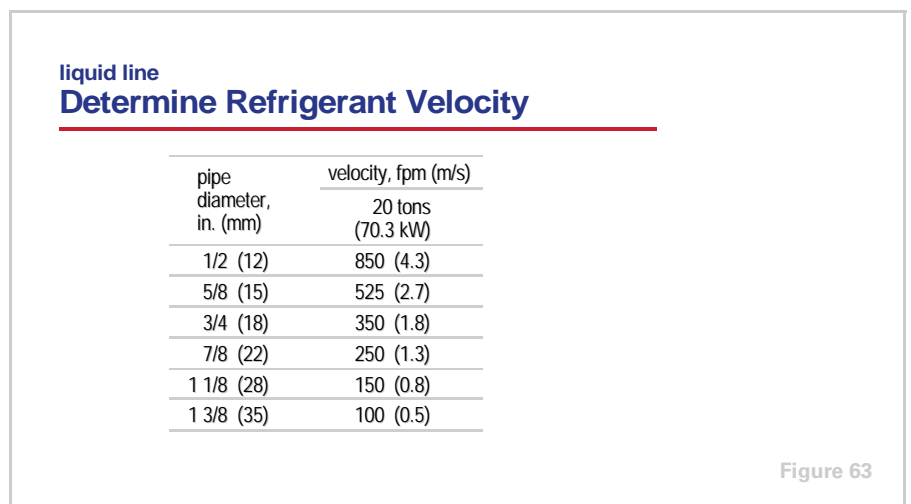 liquid line
Determine Refrigerant Velocity
pipe diameter, in. (mm)
velocity, fpm (m/s)
20 tons (70.3 kW)
1/2 (12) 850 (4.3)
5/8 (15) 525 (2.7)
3/4 (18) 350 (1.8)
7/8 (22) 250 (1.3)
1 1/8 (28) 150 (0.8)
1 3/8 (35) 100 (0.5)
Figure 63